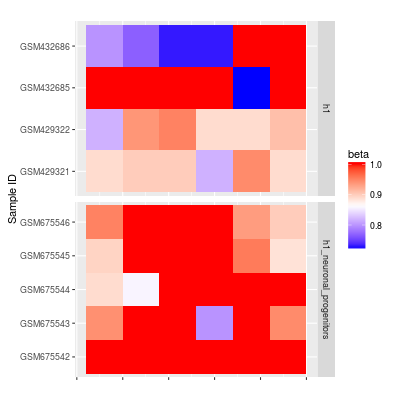 Sample ID
GSM432686
GSM432685
GSM429322
GSM429321
h1
GSM675546
GSM675545
GSM675544
GSM675543
GSM675542
h1_neuronal_progenitors
beta
1.0
0.9
0.8